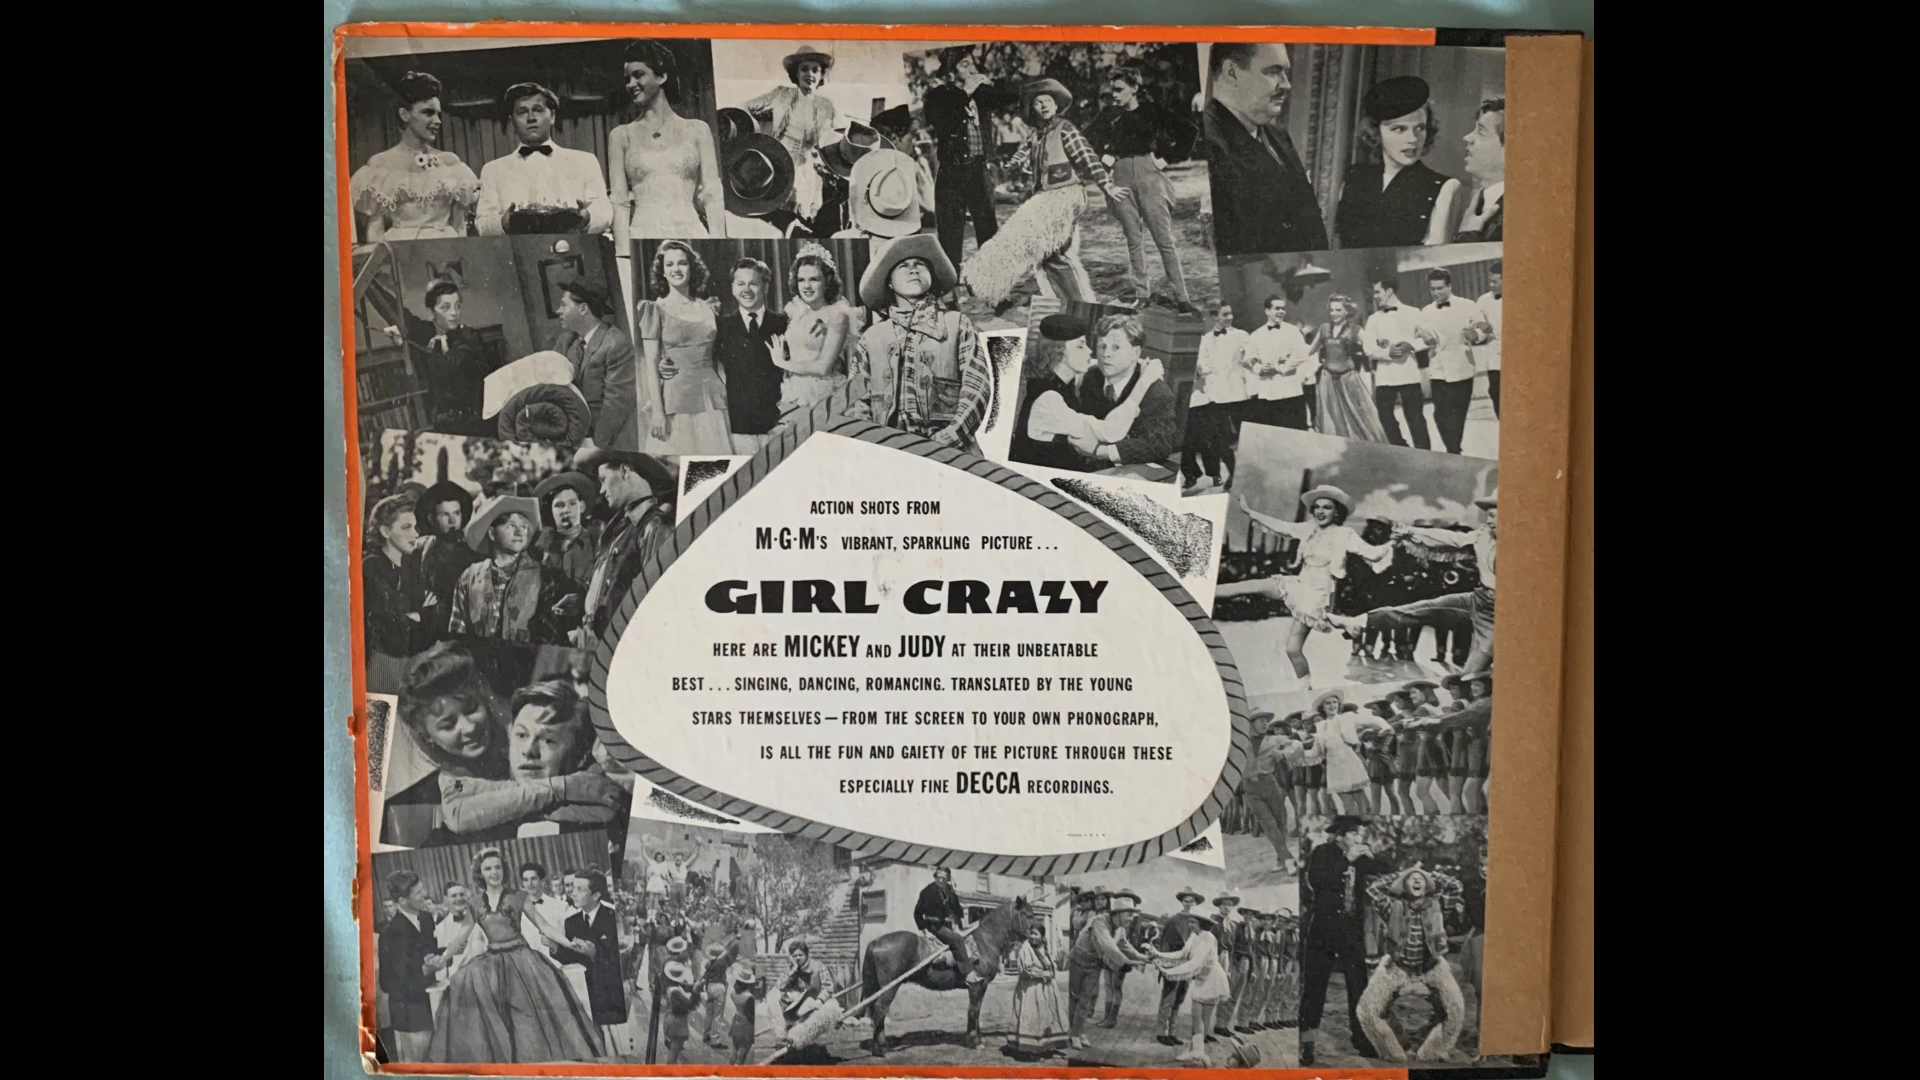 ACTION SHOTS FROM
M·G·M's VIBRANT, SPARKLING PICTURE...
GIRL CRAZY
HERE ARE MICKEY AND JUDY AT THEIR UNBEATABLE
BEST... SINGING, DANCING, ROMANCING. TRANSLATED BY THE YOUNG
STARS THEMSELVES — FROM THE SCREEN TO YOUR OWN PHONOGRAPH,
IS ALL THE FUN AND GAIETY OF THE PICTURE THROUGH THESE
ESPECIALLY FINE DECCA RECORDINGS.